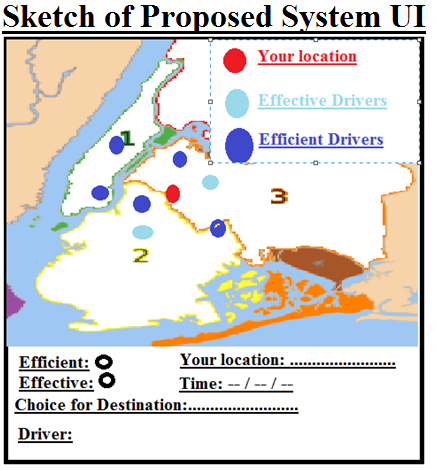 Sketch of Proposed System UI
Your location
Effective Drivers
Efficient Drivers
1
3
2
Efficient:
Your location: ........................
Effective:
Time: -- / -- / --
Choice for Destination:.........................
Driver: